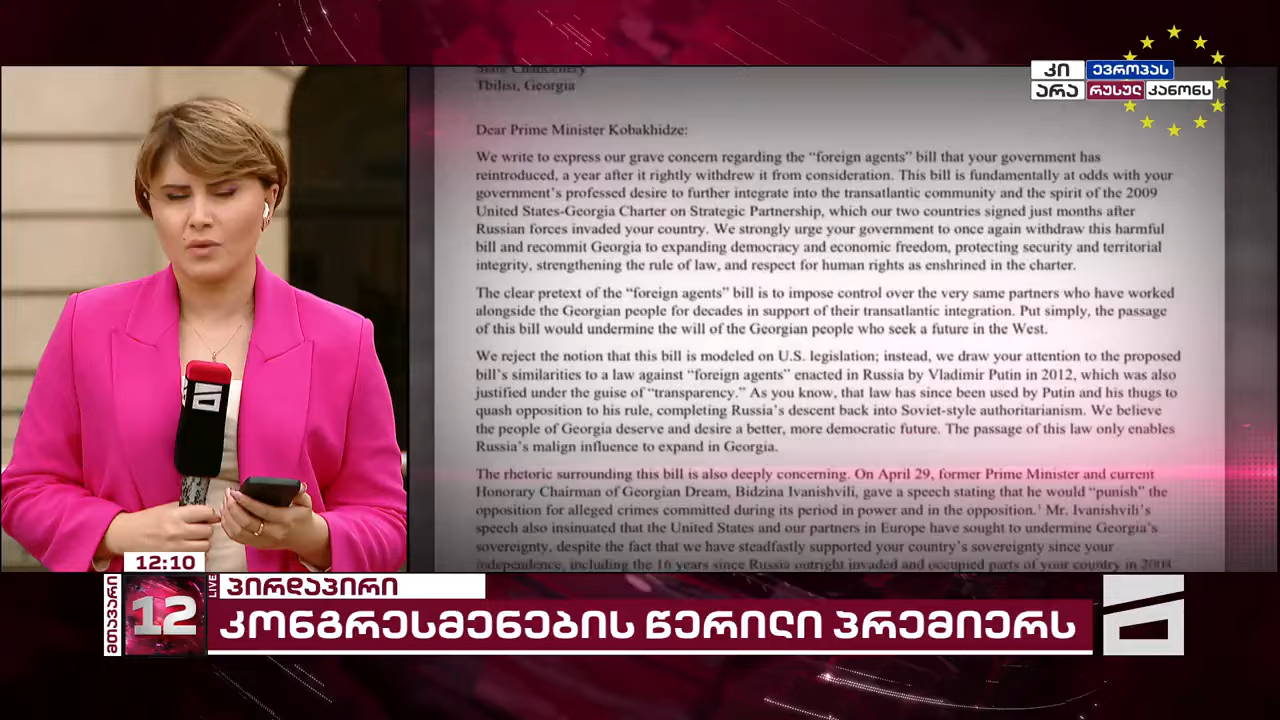 კი ევროპას
არა რუსულ კანონს
State Chancellery
Tbilisi, Georgia
Dear Prime Minister Kobakhidze:
We write to express our grave concern regarding the “foreign agents” bill that your government has
reintroduced, a year after it rightly withdrew it from consideration. This bill is fundamentally at odds with your
government’s professed desire to further integrate into the transatlantic community and the spirit of the 2009
United States-Georgia Charter on Strategic Partnership, which our two countries signed just months after
Russian forces invaded your country. We strongly urge your government to once again withdraw this harmful
bill and recommit Georgia to expanding democracy and economic freedom, protecting security and territorial
integrity, strengthening the rule of law, and respect for human rights as enshrined in the charter.
The clear pretext of the “foreign agents” bill is to impose control over the very same partners who have worked
alongside the Georgian people for decades in support of their transatlantic integration. Put simply, the passage
of this bill would undermine the will of the Georgian people who seek a future in the West.
We reject the notion that this bill is modeled on U.S. legislation; instead, we draw your attention to the proposed
bill’s similarities to a law against “foreign agents” enacted in Russia by Vladimir Putin in 2012, which was also
justified under the guise of “transparency.” As you know, that law has since been used by Putin and his thugs to
quash opposition to his rule, completing Russia’s descent back into Soviet-style authoritarianism. We believe
the people of Georgia deserve and desire a better, more democratic future. The passage of this law only enables
Russia’s malign influence to expand in Georgia.
The rhetoric surrounding this bill is also deeply concerning. On April 29, former Prime Minister and current
Honorary Chairman of Georgian Dream, Bidzina Ivanishvili, gave a speech stating that he would “punish” the
opposition for alleged crimes committed during its period in power and in the opposition.¹ Mr. Ivanishvili’s
speech also insinuated that the United States and our partners in Europe have sought to undermine Georgia’s
sovereignty, despite the fact that we have steadfastly supported your country’s sovereignty since your
independence, including the 16 years since Russia outright invaded and occupied parts of your country in 2008
12:10
მთავარი
12
LIVE
პირდაპირი
კონგრესმენების წერილი პრემიერს